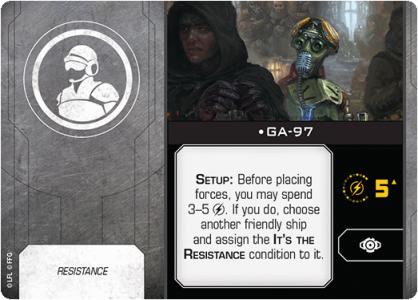 •GA-97
SETUP: Before placing
forces, you may spend
3–5 . If you do, choose
another friendly ship
and assign the IT'S THE
RESISTANCE condition to it.
5
RESISTANCE
© LFL © FFG